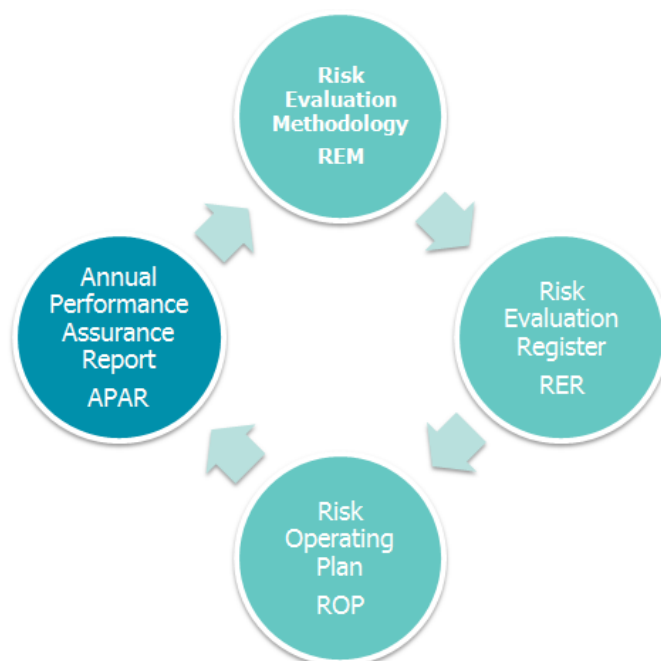 Risk
Evaluation
Methodology
REM
Risk
Evaluation
Register
RER
Risk
Operating
Plan
ROP
Annual
Performance
Assurance
Report
APAR